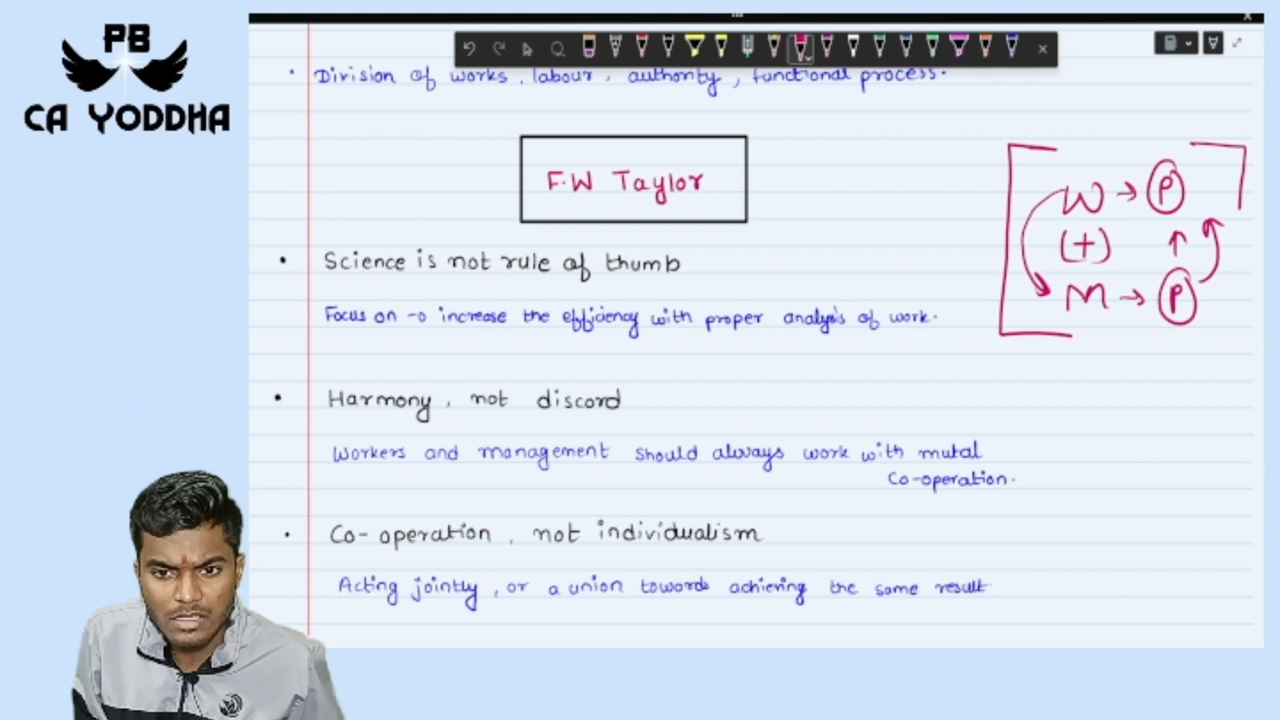 PB
CA YODDHA
• Division of works, labour, authority, functional process.
F.W Taylor
• Science is not rule of thumb
Focus on → increase the efficiency with proper analysis of work.
• Harmony, not discord
Workers and management should always work with mutal
Co-operation.
• Co-operation, not individualism
Acting jointly, or a union towards achieving the same result
W → P
(+) ↑
M → P